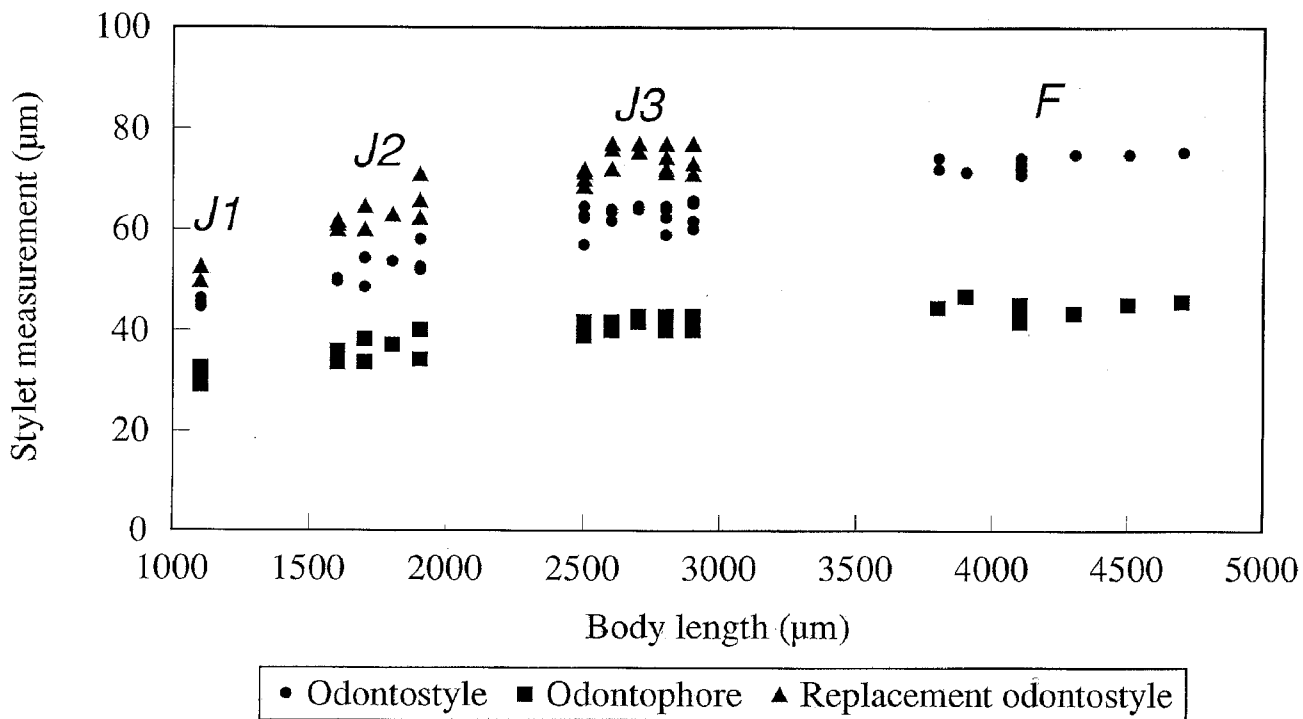 100
80
60
40
20
0
Stylet measurement (µm)
J1
J2
J3
F
1000 1500 2000 2500 3000 3500 4000 4500 5000
Body length (µm)
Odontostyle Odontophore Replacement odontostyle